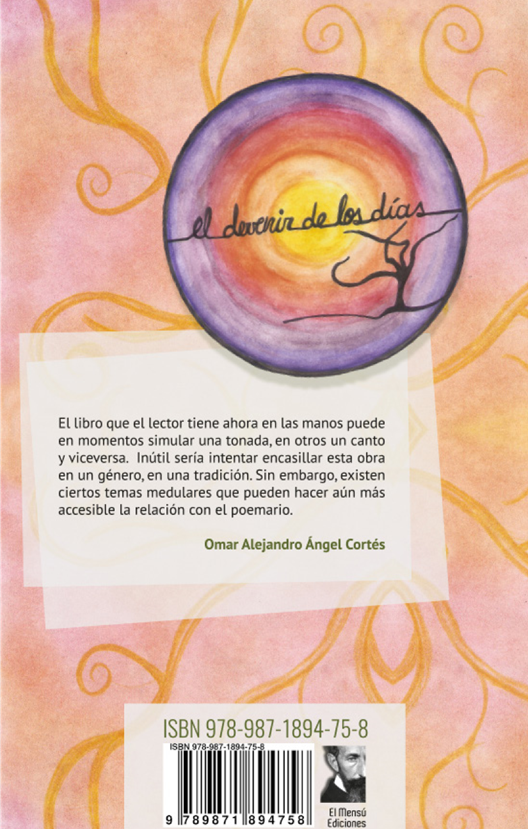 el devenir de los días
El libro que el lector tiene ahora en las manos puede
en momentos simular una tonada, en otros un canto
y viceversa.  Inútil sería intentar encasillar esta obra
en un género, en una tradición. Sin embargo, existen
ciertos temas medulares que pueden hacer aún más
accesible la relación con el poemario.
Omar Alejandro Ángel Cortés
ISBN 978-987-1894-75-8
ISBN 978-987-1894-75-8
9 789871 894758
El Mensú
Ediciones